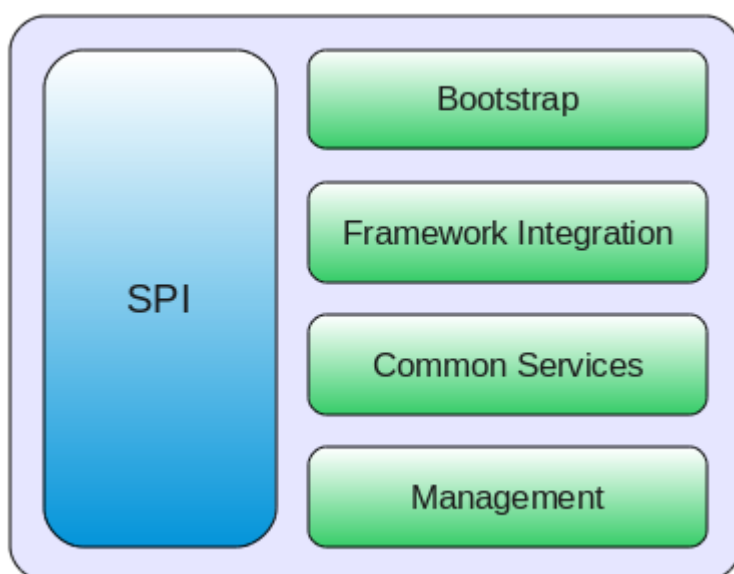 SPI
Bootstrap
Framework Integration
Common Services
Management